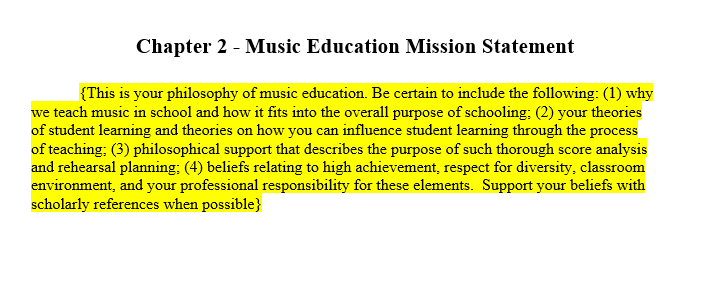 Chapter 2 - Music Education Mission Statement
{This is your philosophy of music education. Be certain to include the following: (1) why
we teach music in school and how it fits into the overall purpose of schooling; (2) your theories
of student learning and theories on how you can influence student learning through the process
of teaching; (3) philosophical support that describes the purpose of such thorough score analysis
and rehearsal planning; (4) beliefs relating to high achievement, respect for diversity, classroom
environment, and your professional responsibility for these elements.  Support your beliefs with
scholarly references when possible}